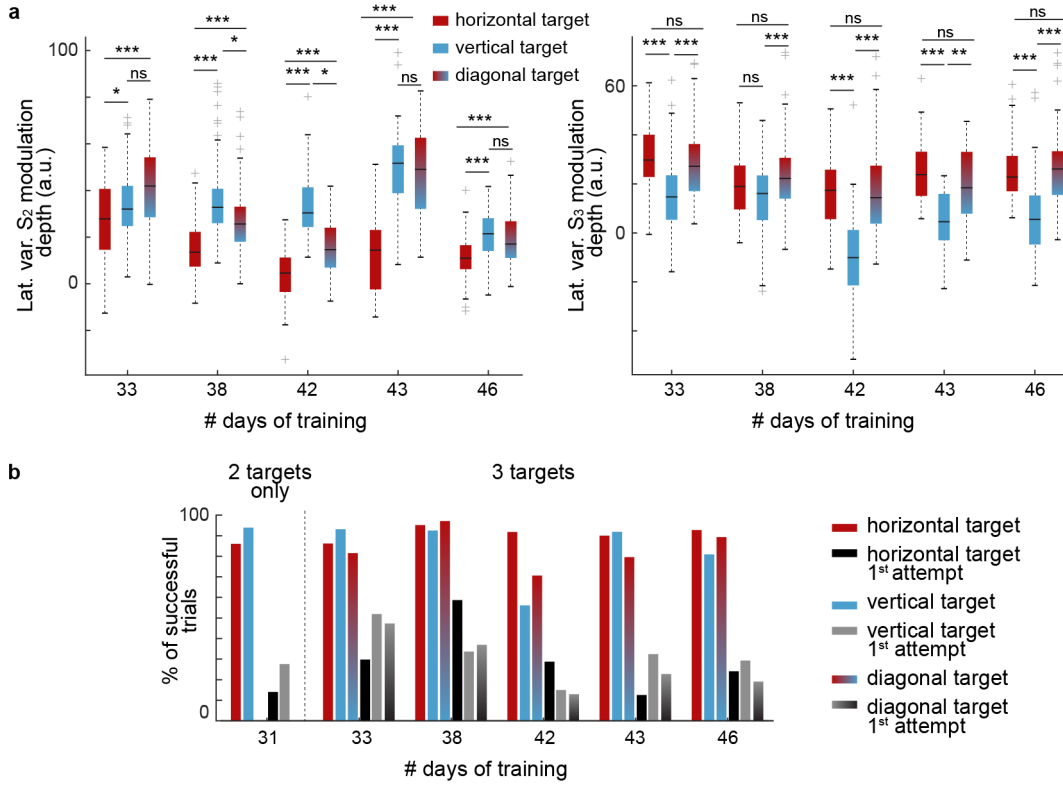 a
horizontal target
vertical target
diagonal target
Lat. var. S2 modulation
depth (a.u.)
100
0
***
ns
*
***
*
***
***
***
*
***
***
ns
***
ns
***
33
38
42
43
46
# days of training
Lat. var. S3 modulation
depth (a.u.)
60
0
ns
***
***
ns
***
ns
ns
***
***
ns
***
**
ns
***
***
33
38
42
43
46
# days of training
b
2 targets
only
3 targets
% of successful
trials
100
0
31
33
38
42
43
46
# days of training
horizontal target
horizontal target
1st attempt
vertical target
vertical target
1st attempt
diagonal target
diagonal target
1st attempt